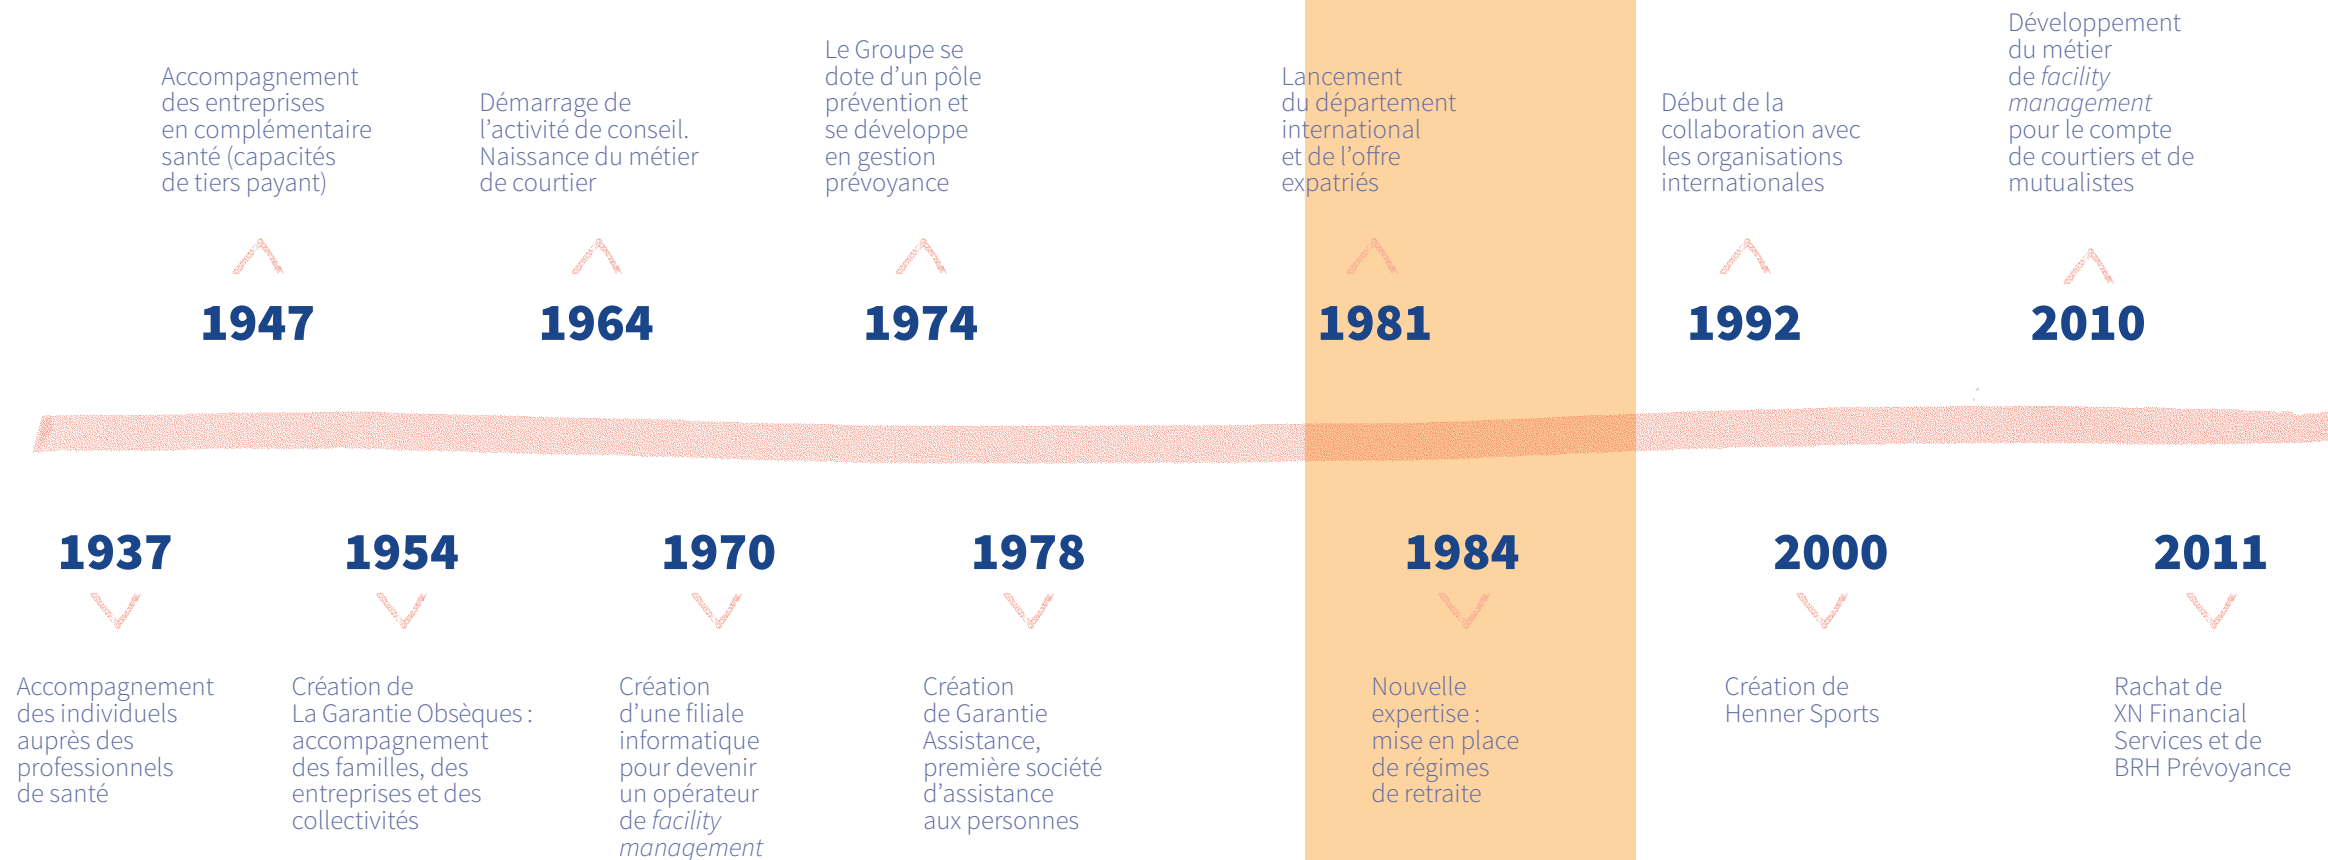 Accompagnement
des entreprises
en complémentaire
santé (capacités
de tiers payant)
1947
Démarrage de
l’activité de conseil.
Naissance du métier
de courtier
1964
Le Groupe se
dote d’un pôle
prévention et
se développe
en gestion
prévoyance
1974
Lancement
du département
international
et de l’offre
expatriés
1981
Début de la
collaboration avec
les organisations
internationales
1992
Développement
du métier
de facility
management
pour le compte
de courtiers et de
mutualistes
2010
1937
Accompagnement
des individuels
auprès des
professionnels
de santé
1954
Création de
La Garantie Obsèques :
accompagnement
des familles, des
entreprises et des
collectivités
1970
Création
d’une filiale
informatique
pour devenir
un opérateur
de facility
management
1978
Création
de Garantie
Assistance,
première société
d’assistance
aux personnes
1984
Nouvelle
expertise :
mise en place
de régimes
de retraite
2000
Création de
Henner Sports
2011
Rachat de
XN Financial
Services et de
BRH Prévoyance